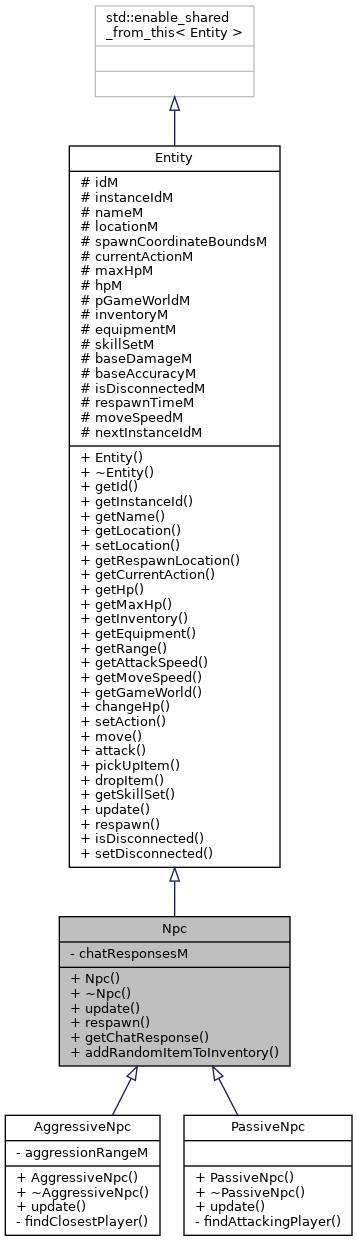 std::enable_shared
_from_this< Entity >
Entity
# idM
# instanceIdM
# nameM
# locationM
# spawnCoordinateBoundsM
# currentActionM
# maxHpM
# hpM
# pGameWorldM
# inventoryM
# equipmentM
# skillSetM
# baseDamageM
# baseAccuracyM
# isDisconnectedM
# respawnTimeM
# moveSpeedM
# nextInstanceIdM
+ Entity()
+ ~Entity()
+ getId()
+ getInstanceId()
+ getName()
+ getLocation()
+ setLocation()
+ getRespawnLocation()
+ getCurrentAction()
+ getHp()
+ getMaxHp()
+ getInventory()
+ getEquipment()
+ getRange()
+ getAttackSpeed()
+ getMoveSpeed()
+ getGameWorld()
+ changeHp()
+ setAction()
+ move()
+ attack()
+ pickUpItem()
+ dropItem()
+ getSkillSet()
+ update()
+ respawn()
+ isDisconnected()
+ setDisconnected()
Npc
- chatResponsesM
+ Npc()
+ ~Npc()
+ update()
+ respawn()
+ getChatResponse()
+ addRandomItemToInventory()
AggressiveNpc
- aggressionRangeM
+ AggressiveNpc()
+ ~AggressiveNpc()
+ update()
- findClosestPlayer()
PassiveNpc
+ PassiveNpc()
+ ~PassiveNpc()
+ update()
- findAttackingPlayer()